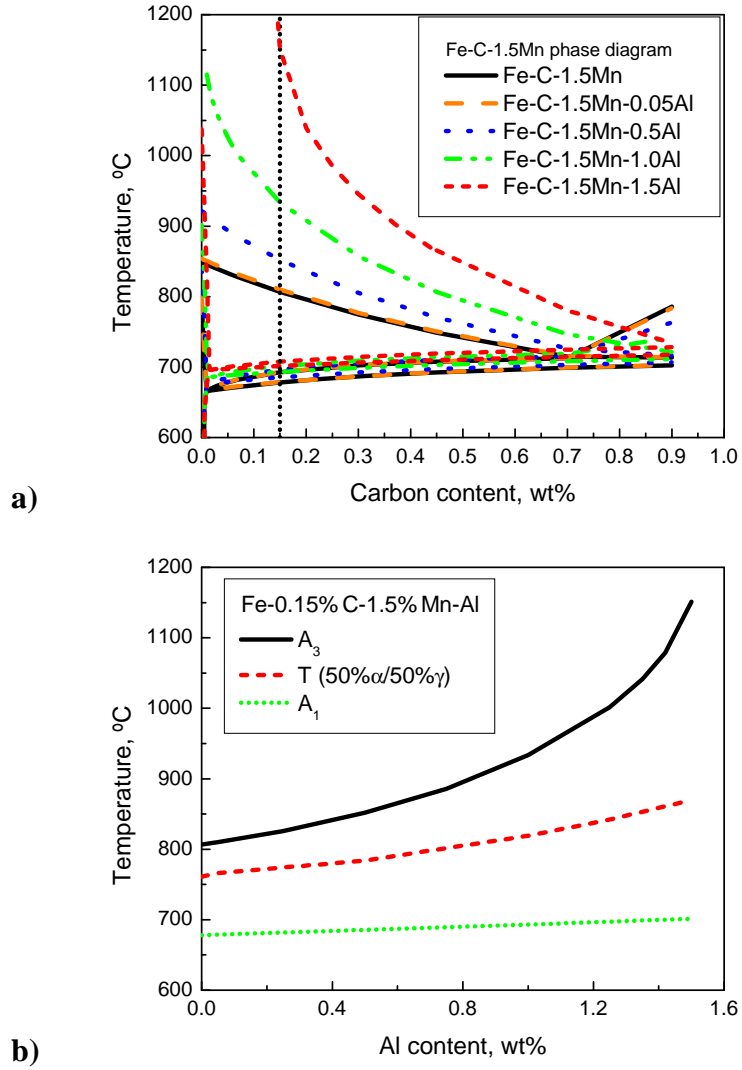 1200
1100
1000
900
800
700
600
Temperature, ºC
Fe-C-1.5Mn phase diagram
Fe-C-1.5Mn
Fe-C-1.5Mn-0.05Al
Fe-C-1.5Mn-0.5Al
Fe-C-1.5Mn-1.0Al
Fe-C-1.5Mn-1.5Al
0.0 0.1 0.2 0.3 0.4 0.5 0.6 0.7 0.8 0.9 1.0
Carbon content, wt%
a)
1200
1100
1000
900
800
700
600
Temperature, ºC
Fe-0.15% C-1.5% Mn-Al
A3
T (50%α/50%γ)
A1
0.0 0.4 0.8 1.2 1.6
Al content, wt%
b)